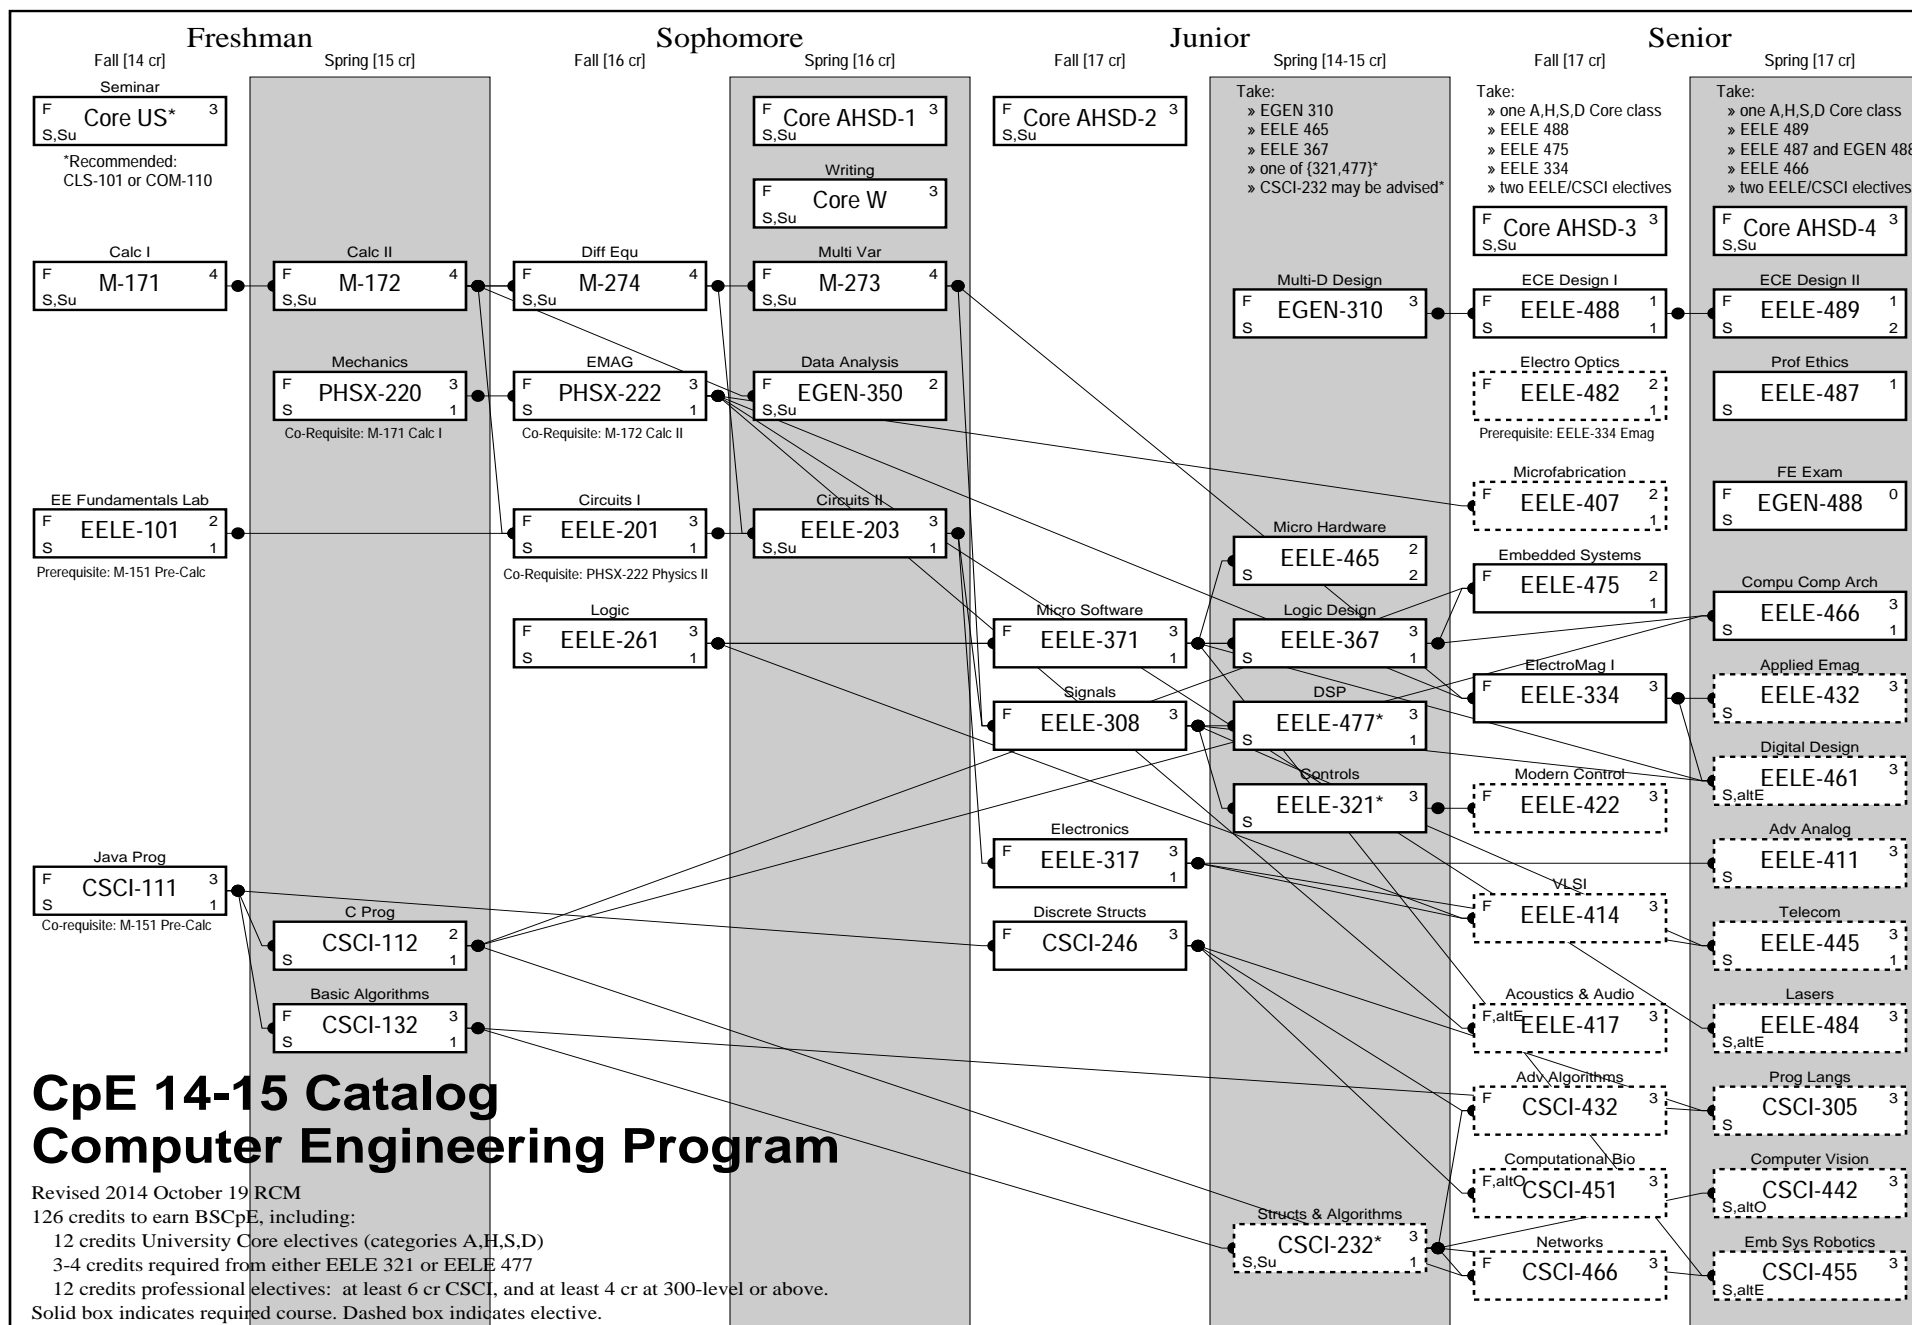 Freshman
Sophomore
Junior
Senior
Fall [14 cr]
Spring [15 cr]
Fall [16 cr]
Spring [16 cr]
Fall [17 cr]
Spring [14-15 cr]
Fall [17 cr]
Spring [17 cr]
Seminar
F Core US* 3
S,Su
*Recommended:
CLS-101 or COM-110
Calc I
F M-171 4
S,Su
EE Fundamentals Lab
F EELE-101 2
S 1
Prerequisite: M-151 Pre-Calc
Java Prog
F CSCI-111 3
S 1
Co-requisite: M-151 Pre-Calc
Calc II
F M-172 4
S,Su
Mechanics
F PHSX-220 3
S 1
Co-Requisite: M-171 Calc I
C Prog
CSCI-112 2
S 1
Basic Algorithms
F CSCI-132 3
S 1
Diff Equ
F M-274 4
S,Su
EMAG
F PHSX-222 3
S 1
Co-Requisite: M-172 Calc II
Circuits I
F EELE-201 3
S 1
Co-Requisite: PHSX-222 Physics II
Logic
F EELE-261 3
S 1
F Core AHSD-1 3
S,Su
Writing
F Core W 3
S,Su
Multi Var
F M-273 4
S,Su
Data Analysis
F EGEN-350 2
S,Su
Circuits II
F EELE-203 3
S,Su 1
F Core AHSD-2 3
S,Su
Micro Software
F EELE-371 3
1
Signals
F EELE-308 3
Electronics
F EELE-317 3
1
Discrete Structs
F CSCI-246 3
Take:
» EGEN 310
» EELE 465
» EELE 367
» one of {321,477}*
» CSCI-232 may be advised*
Multi-D Design
F EGEN-310 3
S
Micro Hardware
EELE-465 2
S 2
Logic Design
EELE-367 3
S 1
DSP
EELE-477* 3
S 1
Controls
EELE-321* 3
S
Structs & Algorithms
CSCI-232* 3
S,Su 1
Take:
» one A,H,S,D Core class
» EELE 488
» EELE 475
» EELE 334
» two EELE/CSCI electives
F Core AHSD-3 3
S,Su
ECE Design I
F EELE-488 1
S 1
Electro Optics
F EELE-482 2
1
Prerequisite: EELE-334 Emag
Microfabrication
F EELE-407 2
1
Embedded Systems
F EELE-475 2
1
ElectroMag I
F EELE-334 3
Modern Control
F EELE-422 3
VLSI
F EELE-414 3
Acoustics & Audio
F,altE EELE-417 3
Adv Algorithms
F CSCI-432 3
Computational Bio
F,altO CSCI-451 3
Networks
F CSCI-466 3
Take:
» one A,H,S,D Core class
» EELE 489
» EELE 487 and EGEN 488
» EELE 466
» two EELE/CSCI electives
F Core AHSD-4 3
S,Su
ECE Design II
F EELE-489 1
S 2
Prof Ethics
EELE-487 1
S
FE Exam
F EGEN-488 0
S
Compu Comp Arch
EELE-466 3
S 1
Applied Emag
EELE-432 3
S
Digital Design
EELE-461 3
S,altE
Adv Analog
EELE-411 3
S
Telecom
EELE-445 3
S 1
Lasers
EELE-484 3
S,altE
Prog Langs
CSCI-305 3
S
Computer Vision
CSCI-442 3
S,altO
Emb Sys Robotics
CSCI-455 3
S,altE
CpE 14-15 Catalog
Computer Engineering Program
Revised 2014 October 19 RCM
126 credits to earn BSCpE, including:
12 credits University Core electives (categories A,H,S,D)
3-4 credits required from either EELE 321 or EELE 477
12 credits professional electives: at least 6 cr CSCI, and at least 4 cr at 300-level or above.
Solid box indicates required course. Dashed box indicates elective.